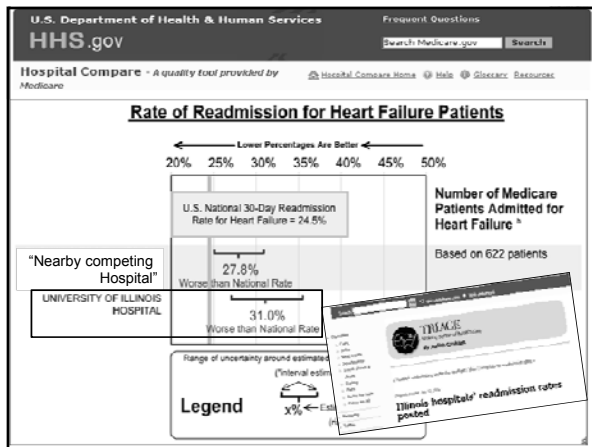 U.S. Department of Health & Human Services
Frequent Questions
HHS.gov
Search Medicare.gov Search
Hospital Compare - A quality tool provided by Medicare
Hospital Compare Home Help Glossary Resources
Rate of Readmission for Heart Failure Patients
Lower Percentages Are Better
20% 25% 30% 35% 40% 45% 50%
U.S. National 30-Day Readmission
Rate for Heart Failure = 24.5%
Number of Medicare
Patients Admitted for
Heart Failure
"Nearby competing
Hospital"
27.8%
Worse than National Rate
Based on 622 patients
UNIVERSITY OF ILLINOIS
HOSPITAL
31.0%
Worse than National Rate
TRIAGE
Illinois hospitals' readmission rates
posted
Range of uncertainty around estimated
Legend
x%